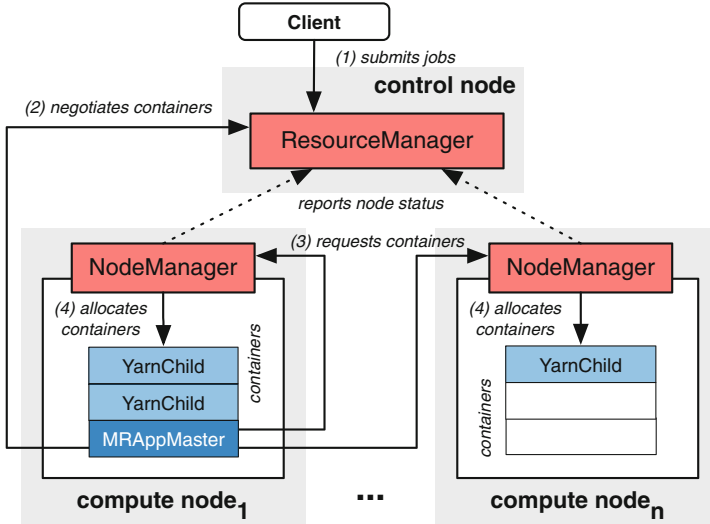 Client
(1) submits jobs
control node
(2) negotiates containers
ResourceManager
reports node status
(3) requests containers
NodeManager
NodeManager
(4) allocates
containers
(4) allocates
containers
containers
YarnChild
YarnChild
MRAppMaster
YarnChild
containers
compute node1
...
compute noden